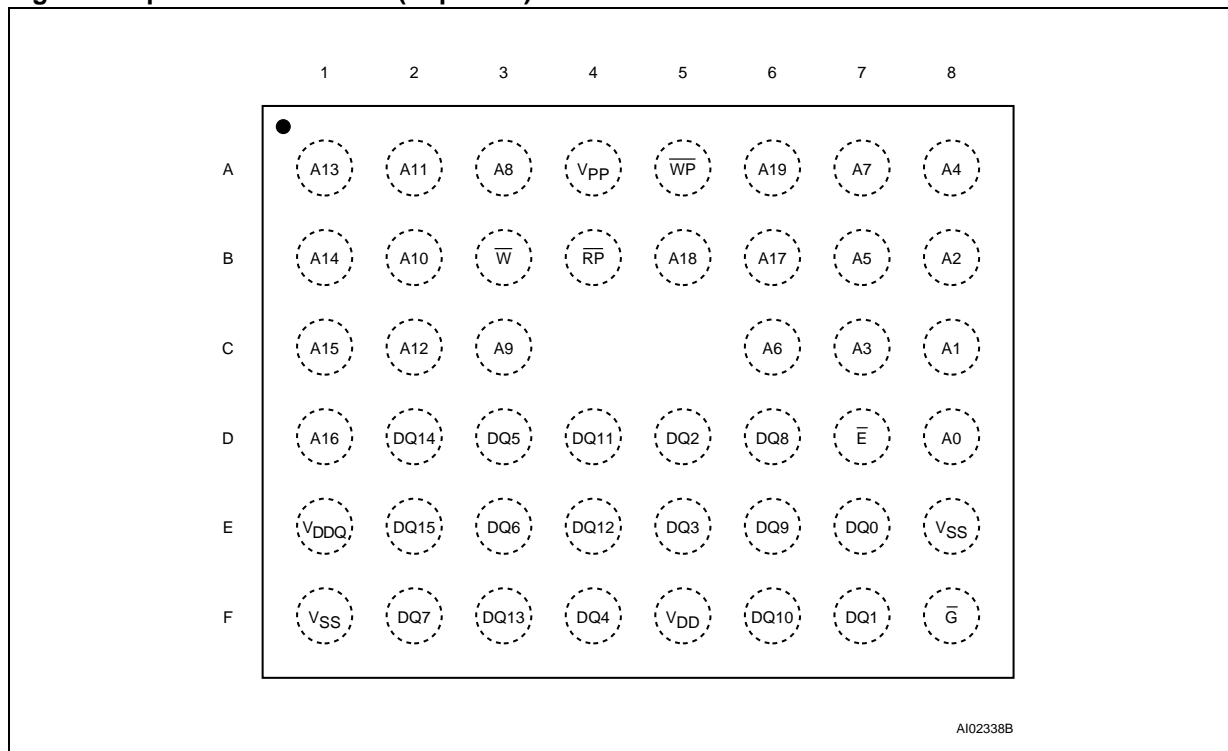 1 2 3 4 5 6 7 8
A A13 A11 A8 VPP W̅P̅ A19 A7 A4
B A14 A10 W̅ R̅P̅ A18 A17 A5 A2
C A15 A12 A9 A6 A3 A1
D A16 DQ14 DQ5 DQ11 DQ2 DQ8 E̅ A0
E VDDQ DQ15 DQ6 DQ12 DQ3 DQ9 DQ0 VSS
F VSS DQ7 DQ13 DQ4 VDD DQ10 DQ1 G̅
AI02338B